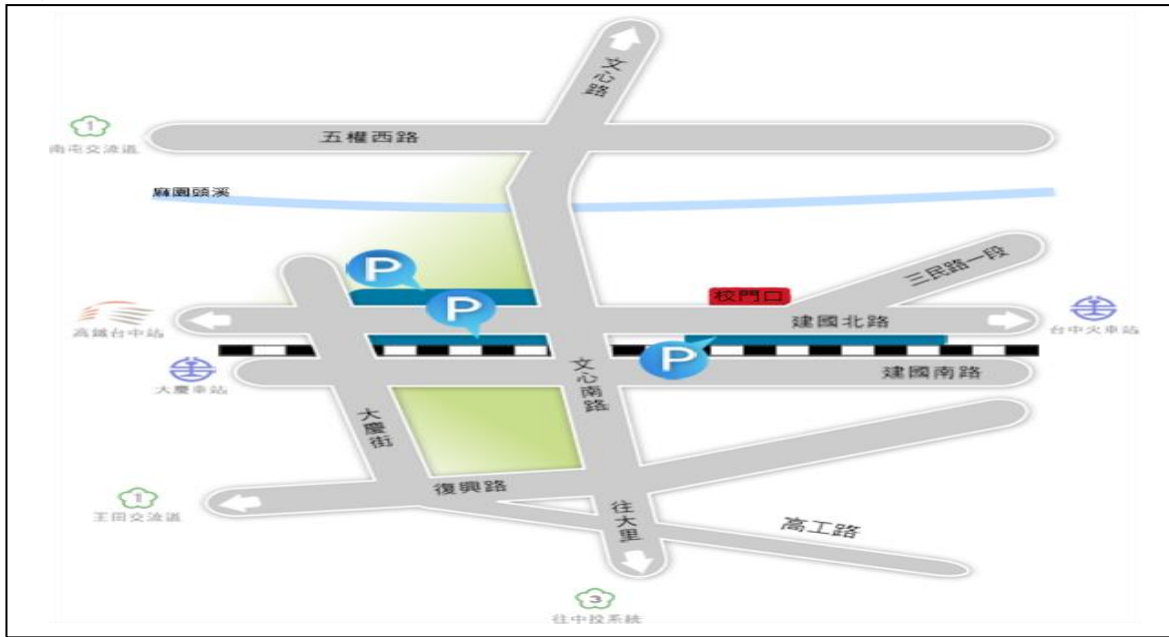 文心路
五權西路
1
南屯交流道
麻園頭溪
三民路一段
P
校門口
P
建國北路
高鐵台中站
台中火車站
P
大慶車站
建國南路
文心南路
大慶街
復興路
1
王田交流道
往大里
高工路
3
往中投系統